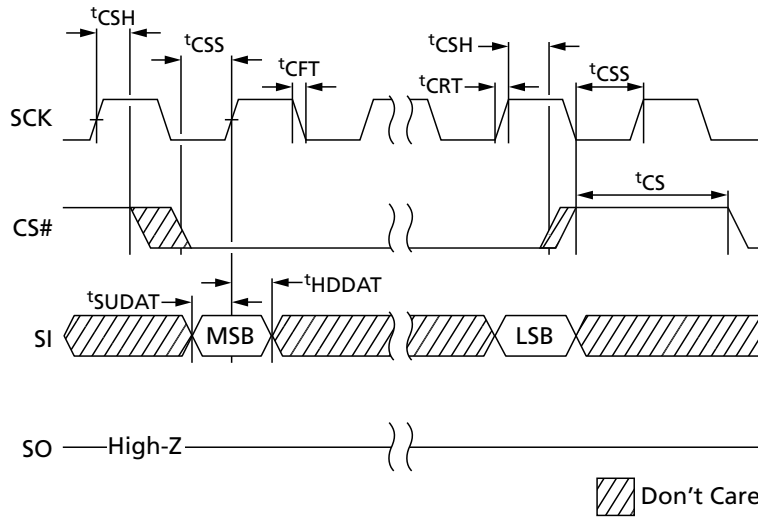 tCSH
tCSS
tCFT
tCSH
tCRT
tCSS
SCK
tCS
CS#
tHDDAT
tSUDAT
SI
MSB
LSB
SO
High-Z
Don't Care